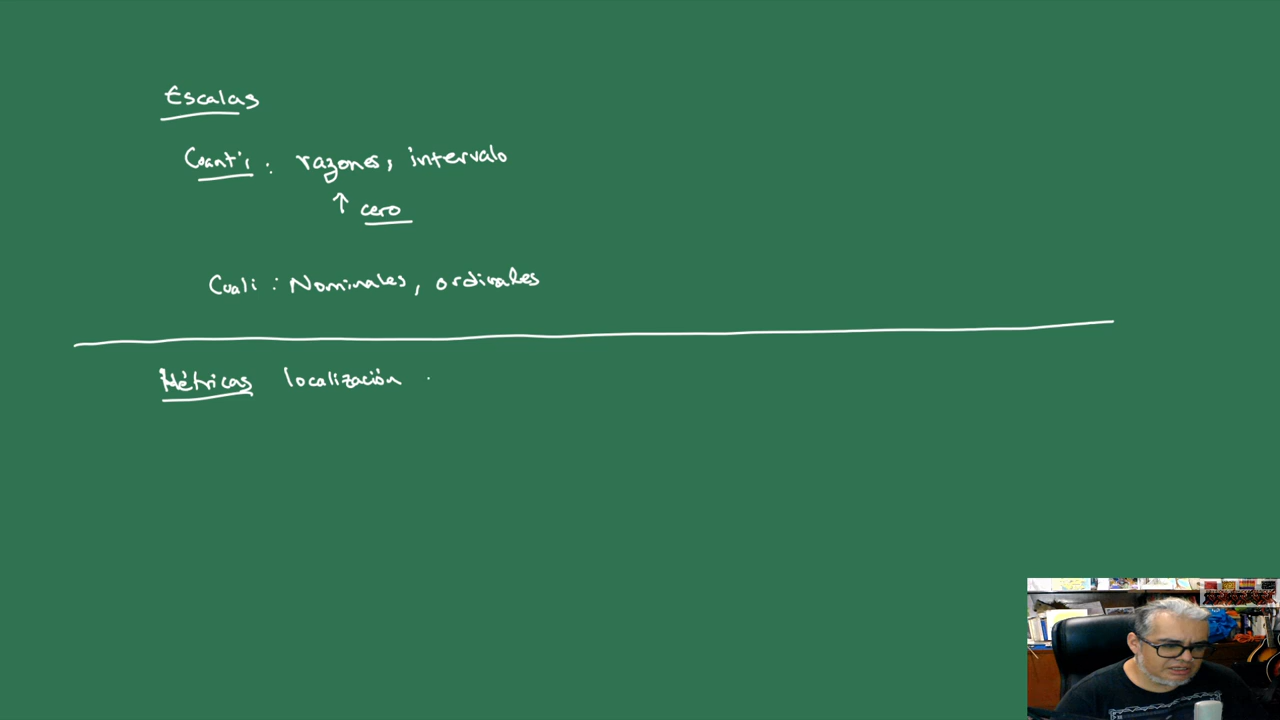 Escalas
Cuanti : razones, intervalo
↑ cero
Cuali : Nominales, ordinales
Métricas localización